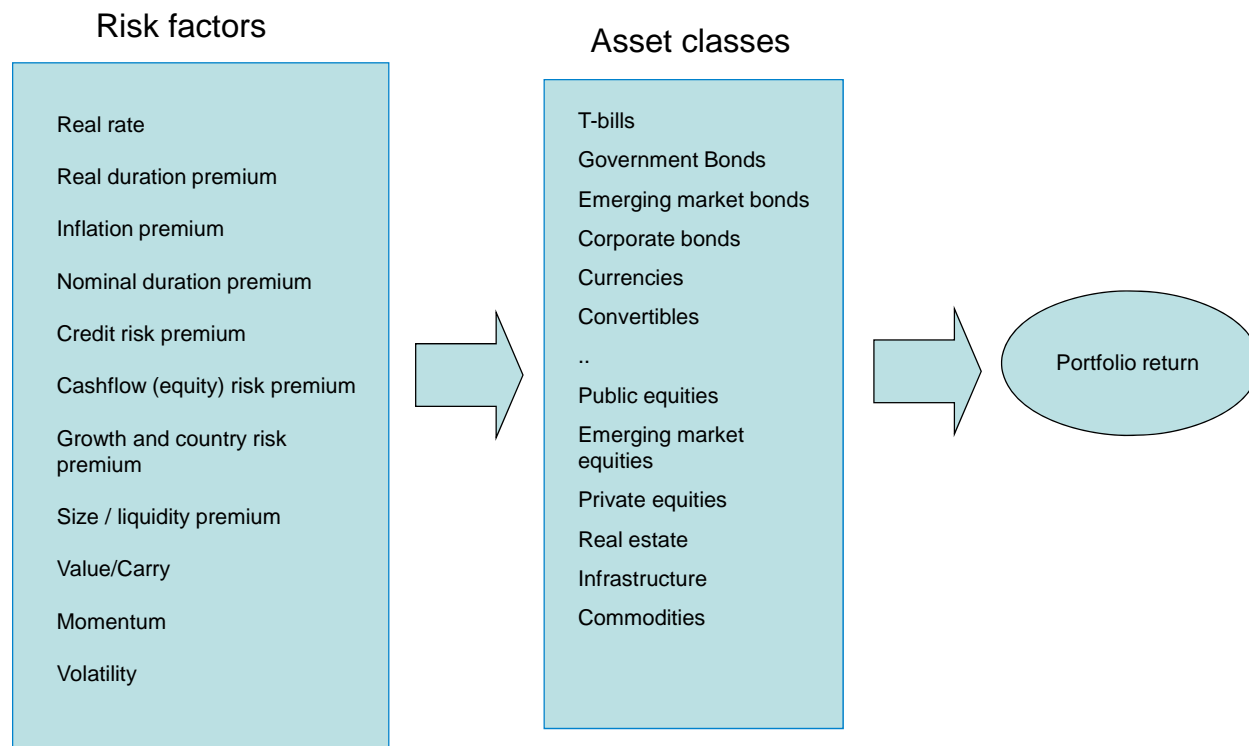 Risk factors
Real rate
Real duration premium
Inflation premium
Nominal duration premium
Credit risk premium
Cashflow (equity) risk premium
Growth and country risk
premium
Size / liquidity premium
Value/Carry
Momentum
Volatility
Asset classes
T-bills
Government Bonds
Emerging market bonds
Corporate bonds
Currencies
Convertibles
..
Public equities
Emerging market
equities
Private equities
Real estate
Infrastructure
Commodities
Portfolio return